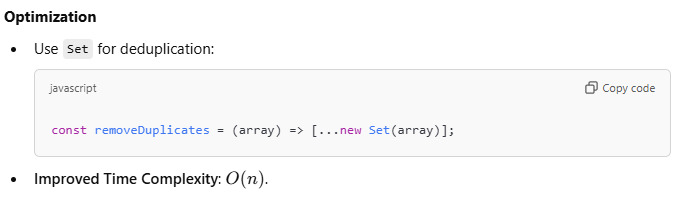 Optimization
• Use Set for deduplication:
javascript
Copy code
const removeDuplicates = (array) => [...new Set(array)];
• Improved Time Complexity: O(n).